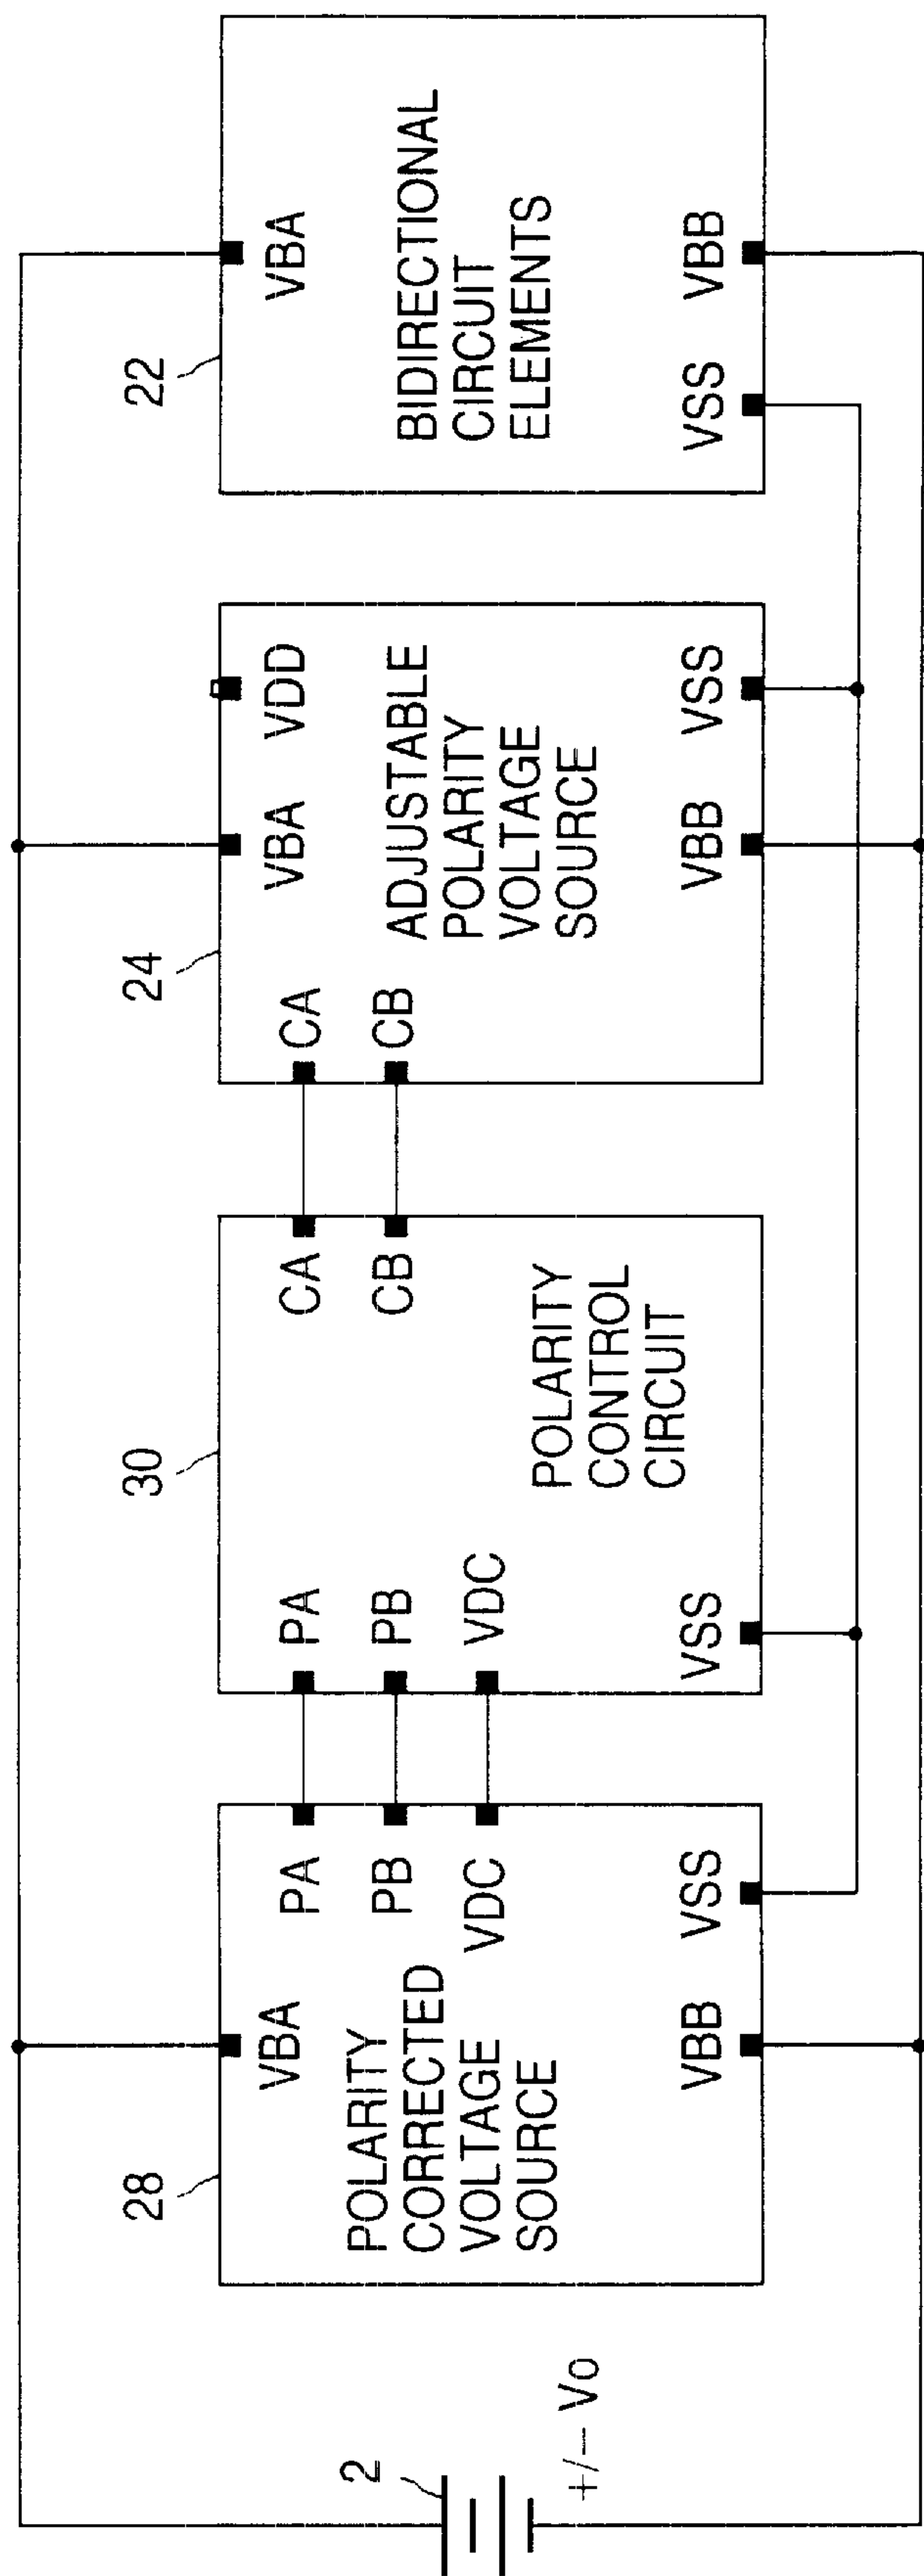 2
+/– Vo
28
VBA
PA
PB
VDC
POLARITY
CORRECTED
VOLTAGE
SOURCE
VBB
VSS
30
PA
PB
VDC
CA
CB
POLARITY
CONTROL
CIRCUIT
VSS
24
CA
CB
VBA
VDD
ADJUSTABLE
POLARITY
VOLTAGE
SOURCE
VBB
VSS
22
VBA
BIDIRECTIONAL
CIRCUIT
ELEMENTS
VSS
VBB